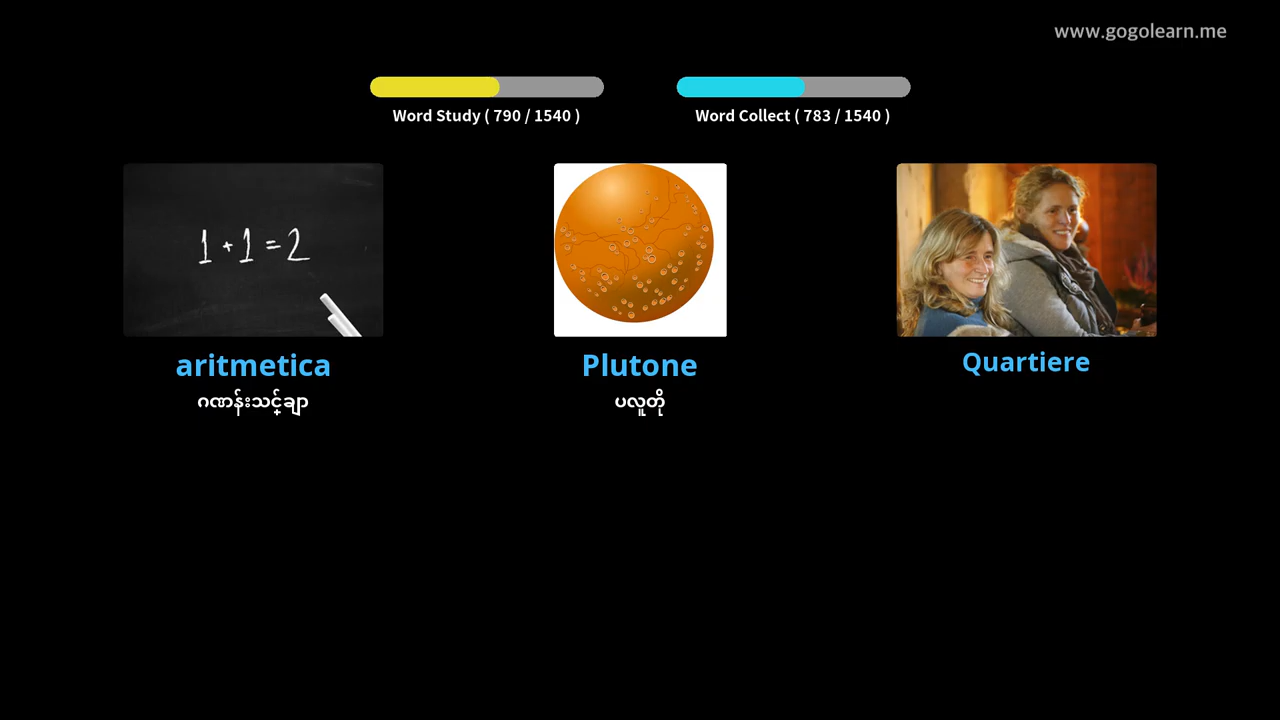 www.gogolearn.me
Word Study ( 790 / 1540 )
Word Collect ( 783 / 1540 )
1 + 1 = 2
aritmetica
ဂဏန်းသင်္ချာ
Plutone
ပလူတို
Quartiere